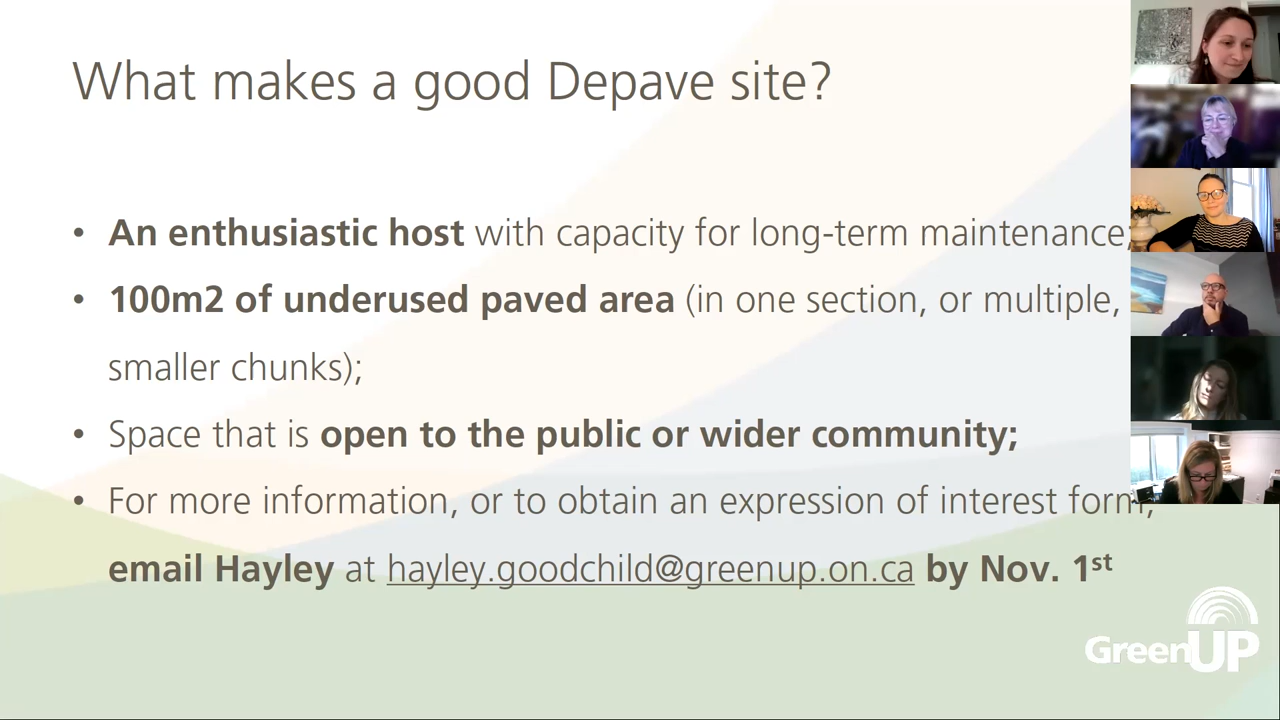 What makes a good Depave site?
• An enthusiastic host with capacity for long-term maintenance;
• 100m2 of underused paved area (in one section, or multiple,
smaller chunks);
• Space that is open to the public or wider community;
• For more information, or to obtain an expression of interest form,
email Hayley at hayley.goodchild@greenup.on.ca by Nov. 1st
GreenUP